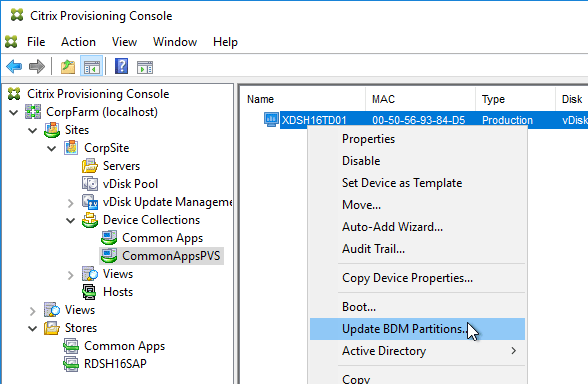 Citrix Provisioning Console
File Action View Window Help
Citrix Provisioning Console
CorpFarm (localhost)
Sites
CorpSite
Servers
vDisk Pool
vDisk Update Manageme
Device Collections
Common Apps
CommonAppsPVS
Views
Hosts
Views
Stores
Common Apps
RDSH16SAP
Name MAC Type Disk
XDSH16TD01 00-50-56-93-84-D5 Production vDisk
Properties
Disable
Set Device as Template
Move...
Auto-Add Wizard...
Audit Trail...
Copy Device Properties...
Boot...
Update BDM Partitions...
Active Directory
Copy